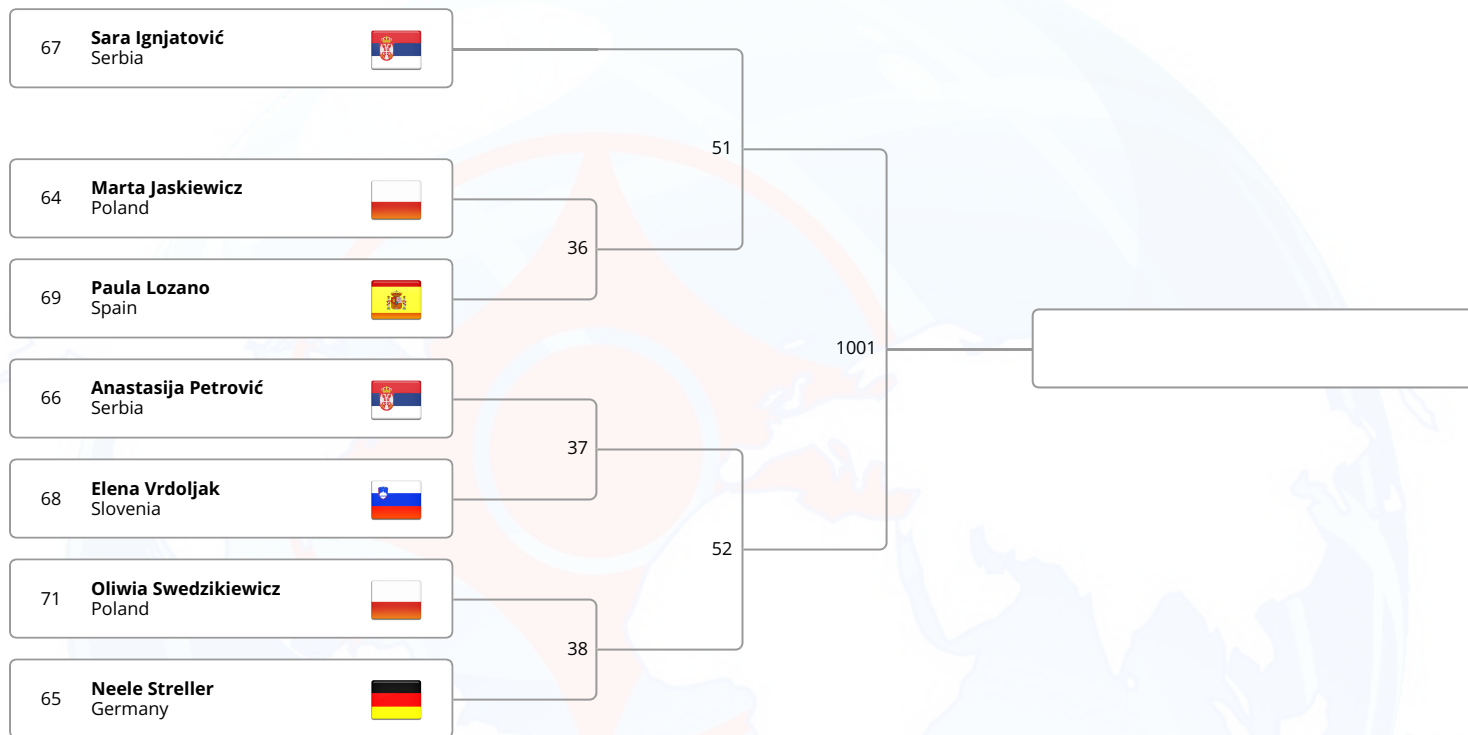 67
Sara Ignjatović
Serbia
51
64
Marta Jaskiewicz
Poland
36
69
Paula Lozano
Spain
1001
66
Anastasija Petrović
Serbia
37
68
Elena Vrdoljak
Slovenia
52
71
Oliwia Swedzikiewicz
Poland
38
65
Neele Streller
Germany